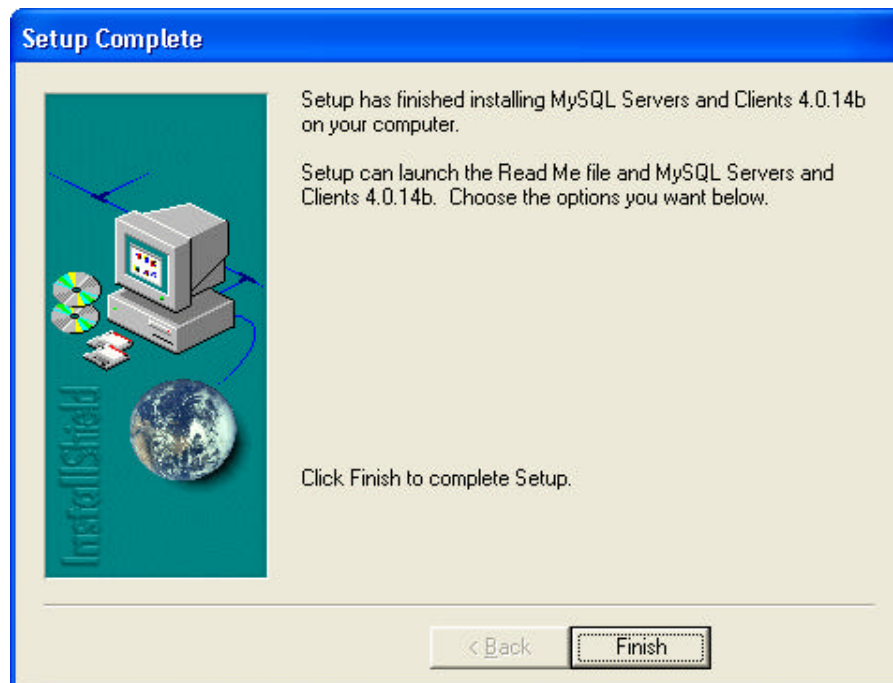 Setup Complete
Setup has finished installing MySQL Servers and Clients 4.0.14b
on your computer.
Setup can launch the Read Me file and MySQL Servers and
Clients 4.0.14b.  Choose the options you want below.
InstallShield
Click Finish to complete Setup.
< Back
Finish